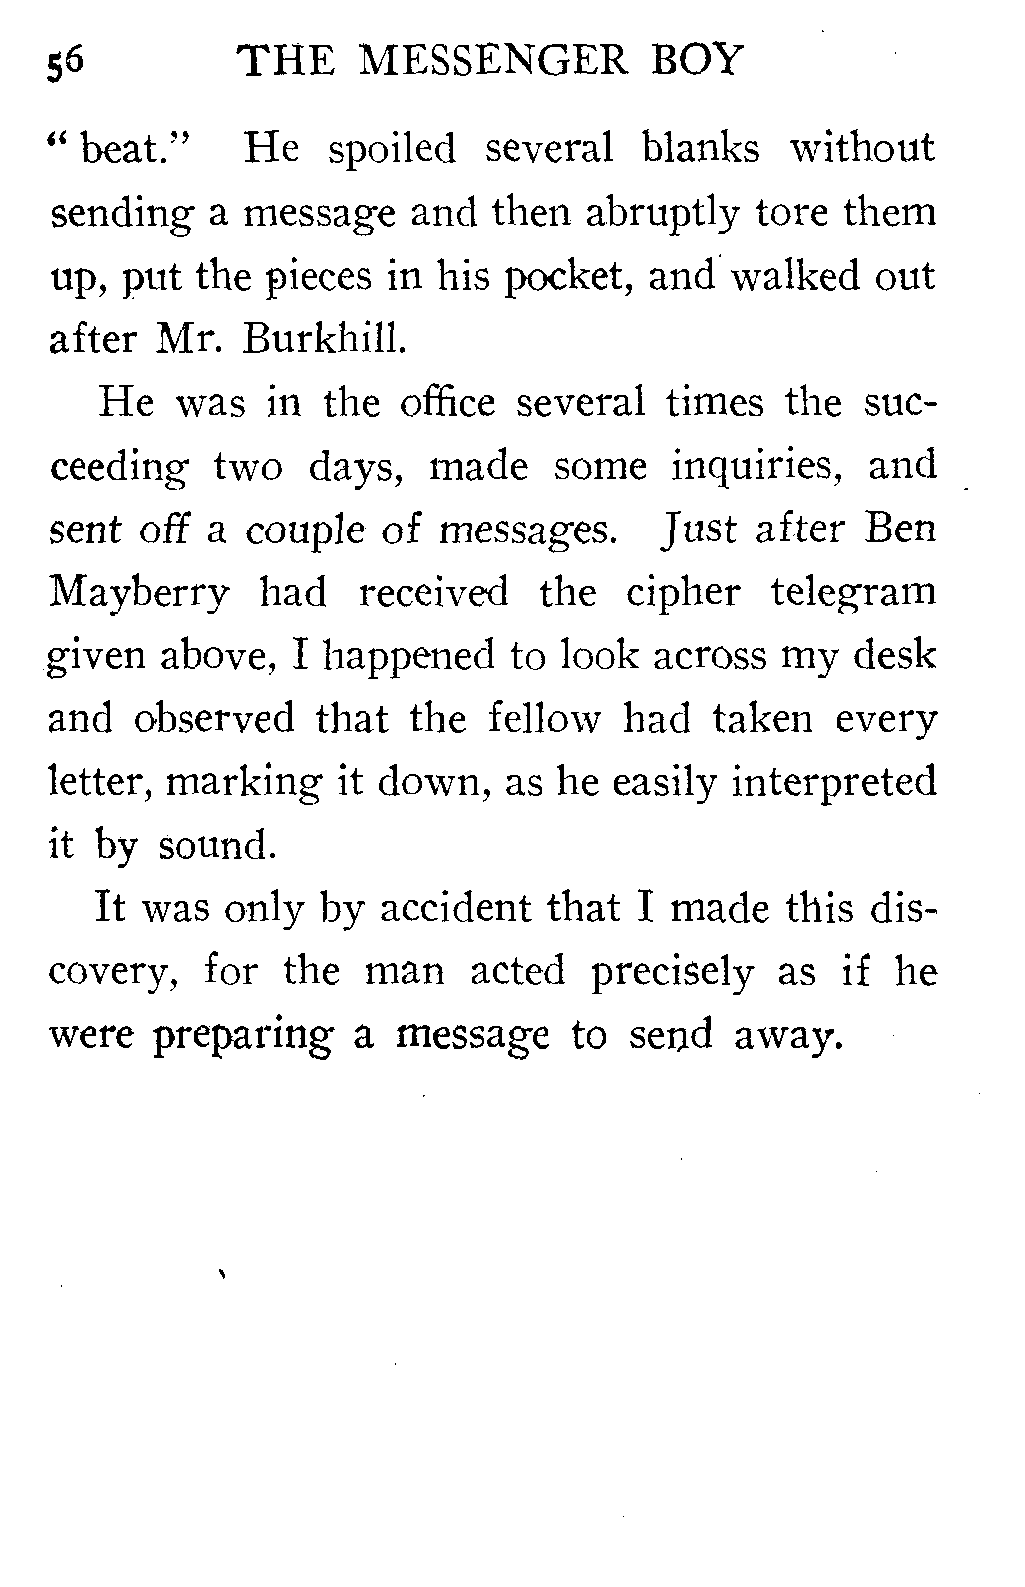 56 THE MESSENGER BOY
“ beat.” He spoiled several blanks without
sending a message and then abruptly tore them
up, put the pieces in his pocket, and walked out
after Mr. Burkhill.
He was in the office several times the suc-
ceeding two days, made some inquiries, and
sent off a couple of messages. Just after Ben
Mayberry had received the cipher telegram
given above, I happened to look across my desk
and observed that the fellow had taken every
letter, marking it down, as he easily interpreted
it by sound.
It was only by accident that I made this dis-
covery, for the man acted precisely as if he
were preparing a message to send away.